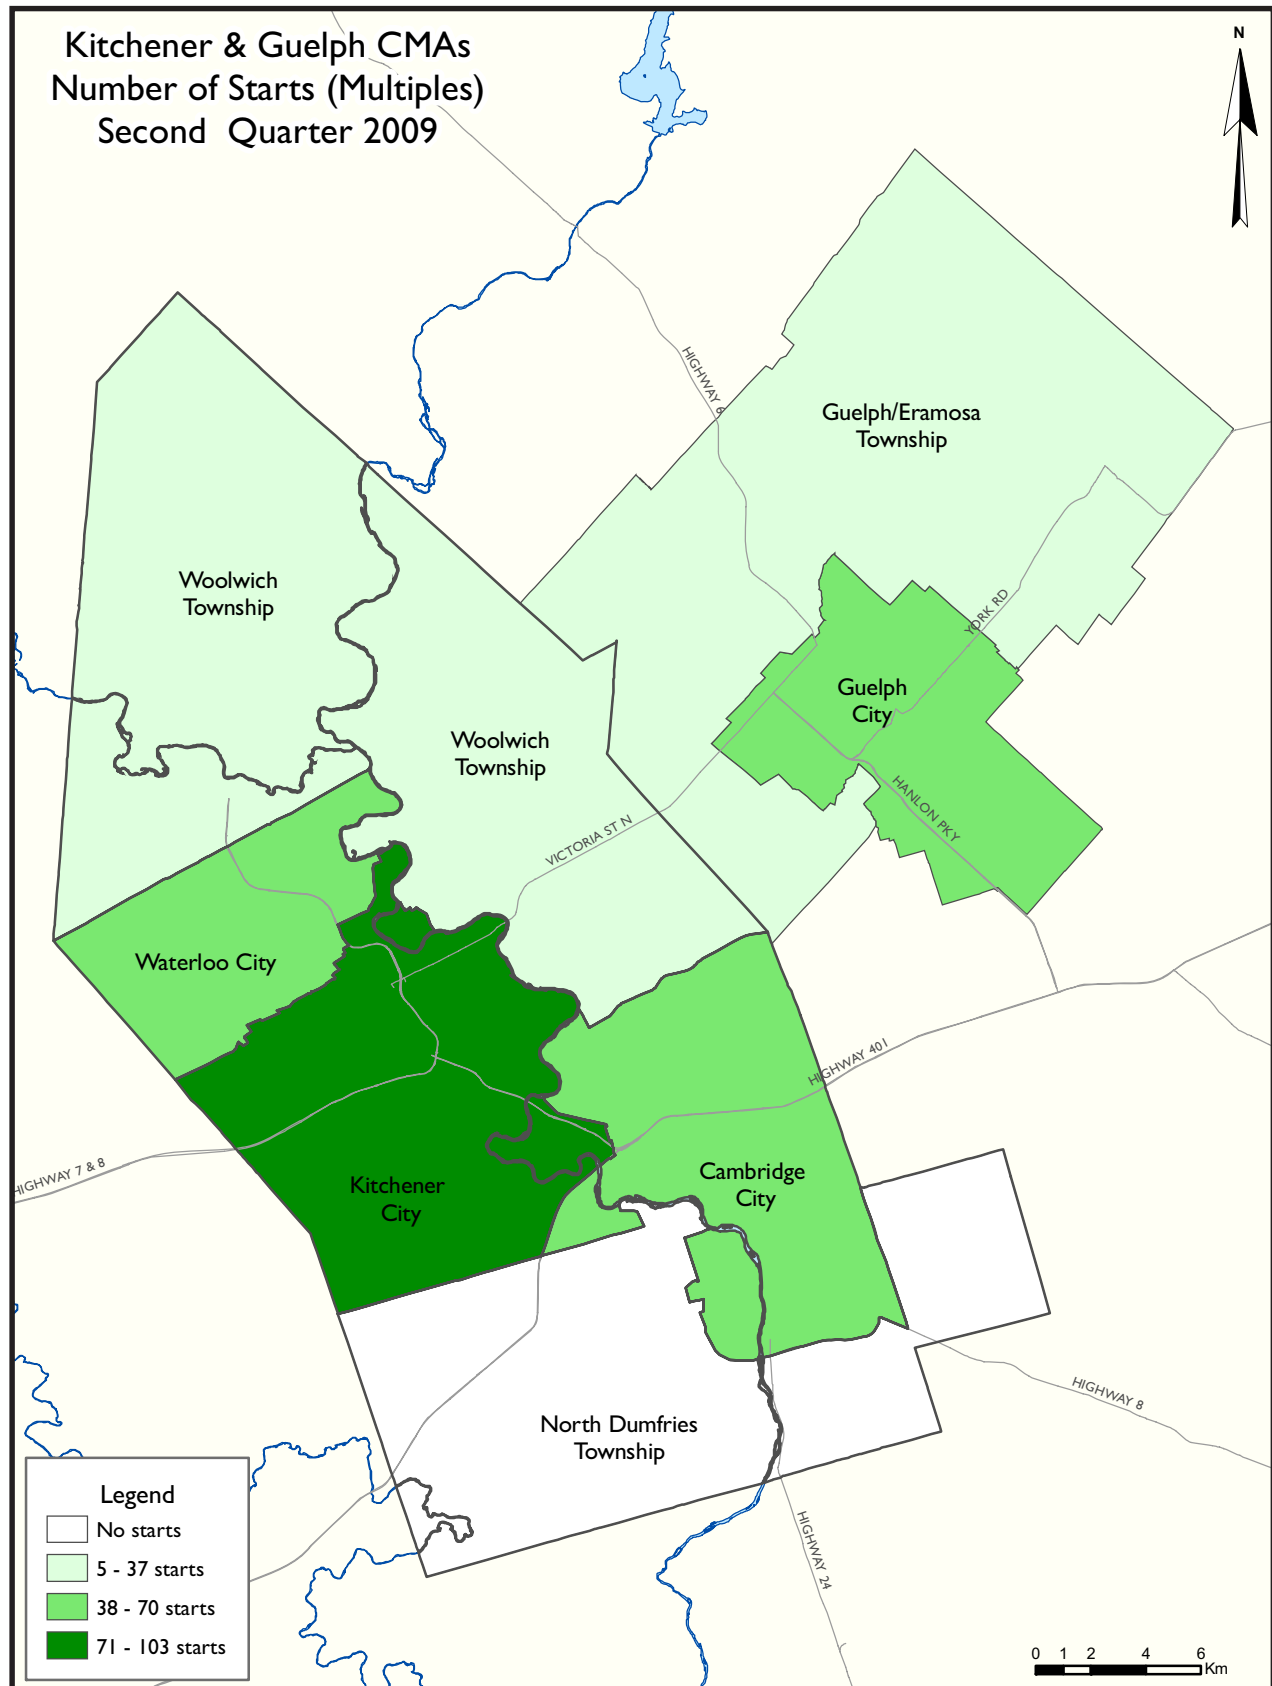 Kitchener & Guelph CMAs
Number of Starts (Multiples)
Second Quarter 2009
N
HIGHWAY 6
Guelph/Eramosa
Township
Woolwich
Township
YORK RD
Guelph
City
Woolwich
Township
HANLON PKY
VICTORIA ST N
Waterloo City
HIGHWAY 401
HIGHWAY 7 & 8
Kitchener
City
Cambridge
City
HIGHWAY 8
North Dumfries
Township
HIGHWAY 24
Legend
No starts
5 - 37 starts
38 - 70 starts
71 - 103 starts
0 1 2 4 6
Km